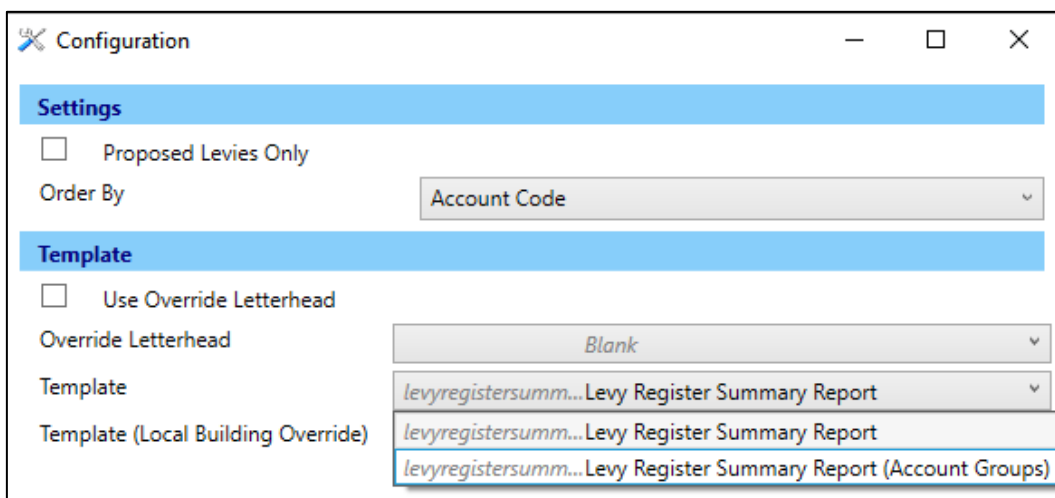 Configuration
Settings
Proposed Levies Only
Order By Account Code
Template
Use Override Letterhead
Override Letterhead Blank
Template levyregistersumm... Levy Register Summary Report
Template (Local Building Override) levyregistersumm... Levy Register Summary Report
levyregistersumm... Levy Register Summary Report (Account Groups)